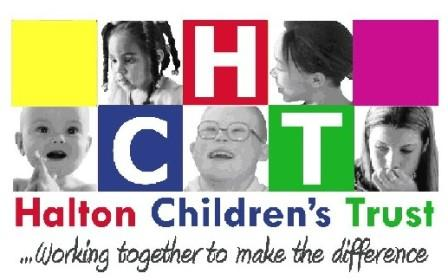 H
C T
Halton Children's Trust
...Working together to make the difference